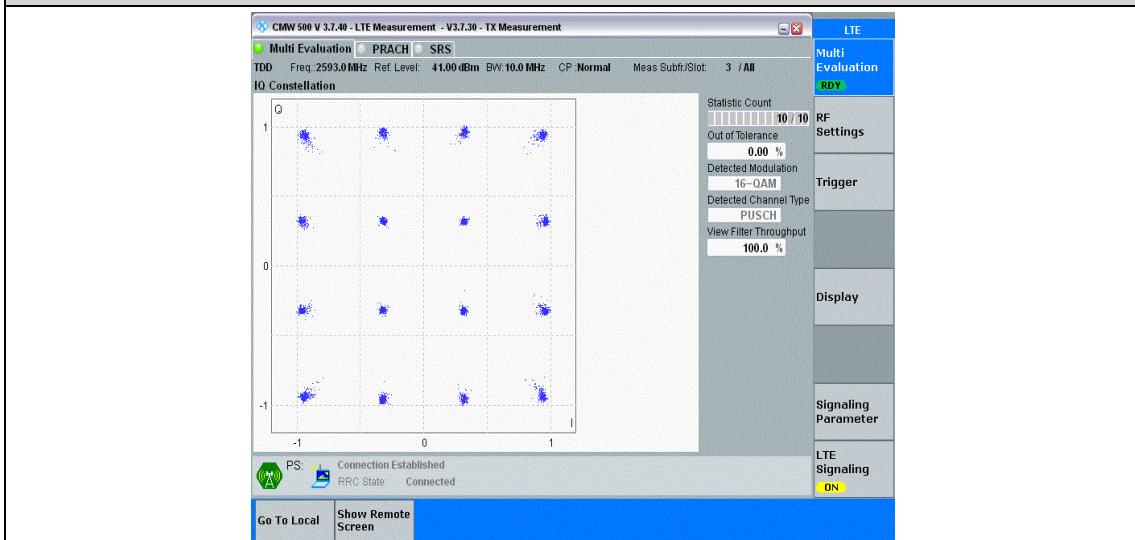 CMW 500 V 3.7.40 - LTE Measurement - V3.7.30 - TX Measurement
LTE
Multi Evaluation PRACH SRS
TDD Freq.:2593.0 MHz Ref. Level: 41.00 dBm BW: 10.0 MHz CP :Normal Meas Subfr./Slot: 3 / All
IQ Constellation
Q
1
0
-1
-1 0 1
I
Statistic Count
10 / 10
Out of Tolerance
0.00 %
Detected Modulation
16-QAM
Detected Channel Type
PUSCH
View Filter Throughput
100.0 %
Multi
Evaluation
RDY
RF
Settings
Trigger
Display
Signaling
Parameter
LTE
Signaling
ON
PS: Connection Established
RRC State: Connected
Go To Local
Show Remote
Screen